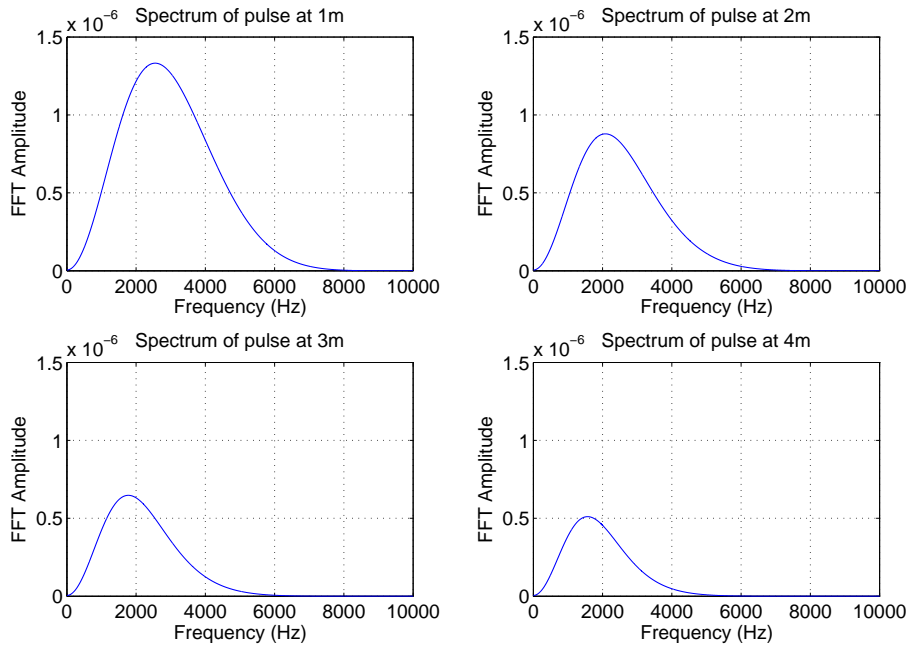 x 10⁻⁶ Spectrum of pulse at 1m
1.5
1
0.5
0
FFT Amplitude
0 2000 4000 6000 8000 10000
Frequency (Hz)
x 10⁻⁶ Spectrum of pulse at 2m
1.5
1
0.5
0
FFT Amplitude
0 2000 4000 6000 8000 10000
Frequency (Hz)
x 10⁻⁶ Spectrum of pulse at 3m
1.5
1
0.5
0
FFT Amplitude
0 2000 4000 6000 8000 10000
Frequency (Hz)
x 10⁻⁶ Spectrum of pulse at 4m
1.5
1
0.5
0
FFT Amplitude
0 2000 4000 6000 8000 10000
Frequency (Hz)